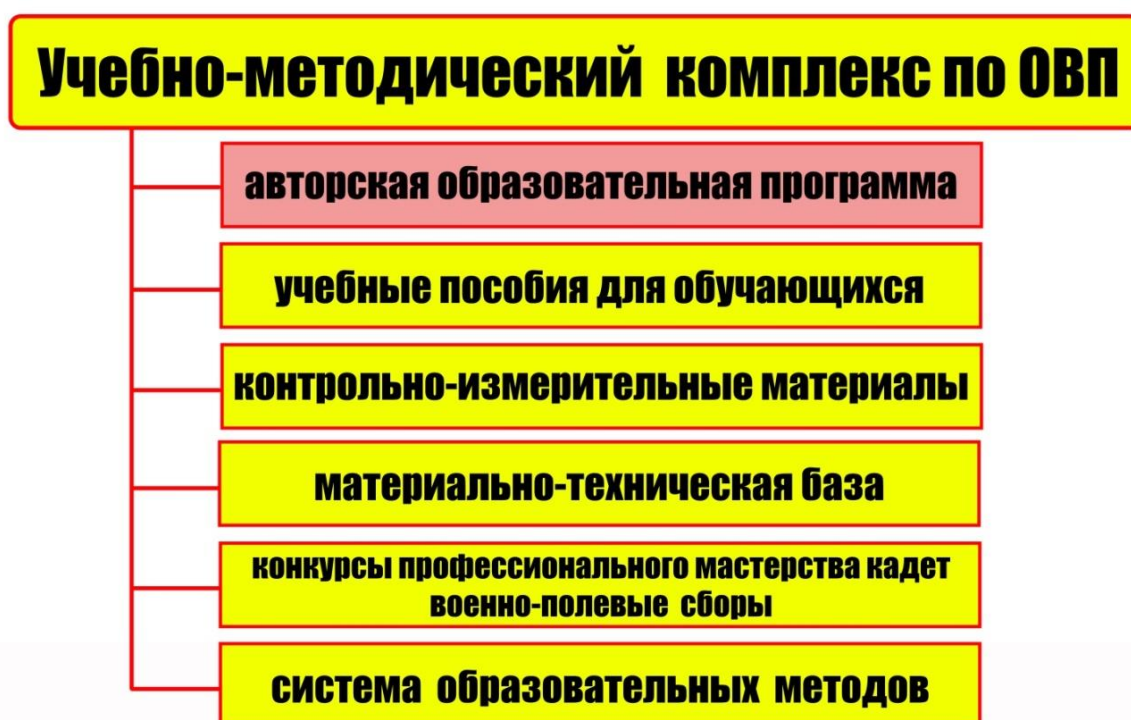 Учебно-методический комплекс по ОВП
авторская образовательная программа
учебные пособия для обучающихся
контрольно-измерительные материалы
материально-техническая база
конкурсы профессионального мастерства кадет
военно-полевые сборы
система образовательных методов